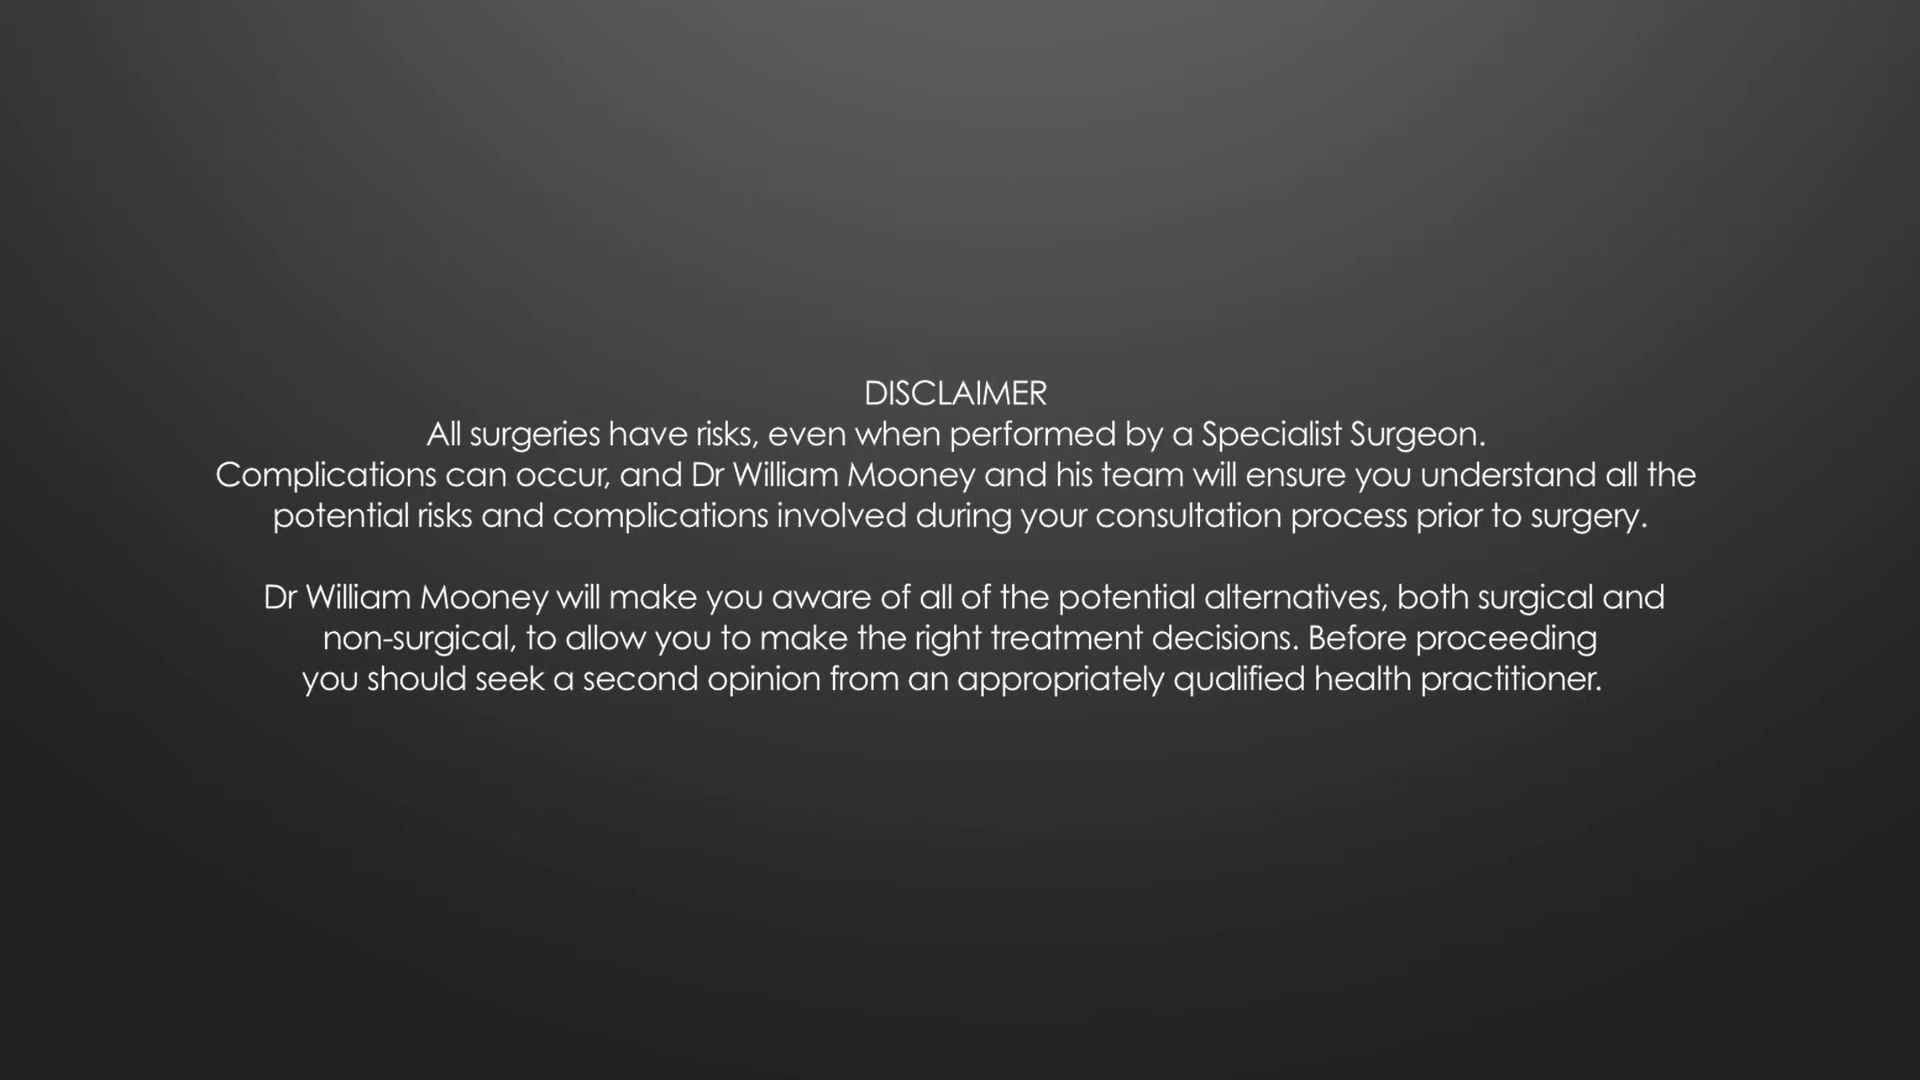 DISCLAIMER
All surgeries have risks, even when performed by a Specialist Surgeon.
Complications can occur, and Dr William Mooney and his team will ensure you understand all the
potential risks and complications involved during your consultation process prior to surgery.
Dr William Mooney will make you aware of all of the potential alternatives, both surgical and
non-surgical, to allow you to make the right treatment decisions. Before proceeding
you should seek a second opinion from an appropriately qualified health practitioner.